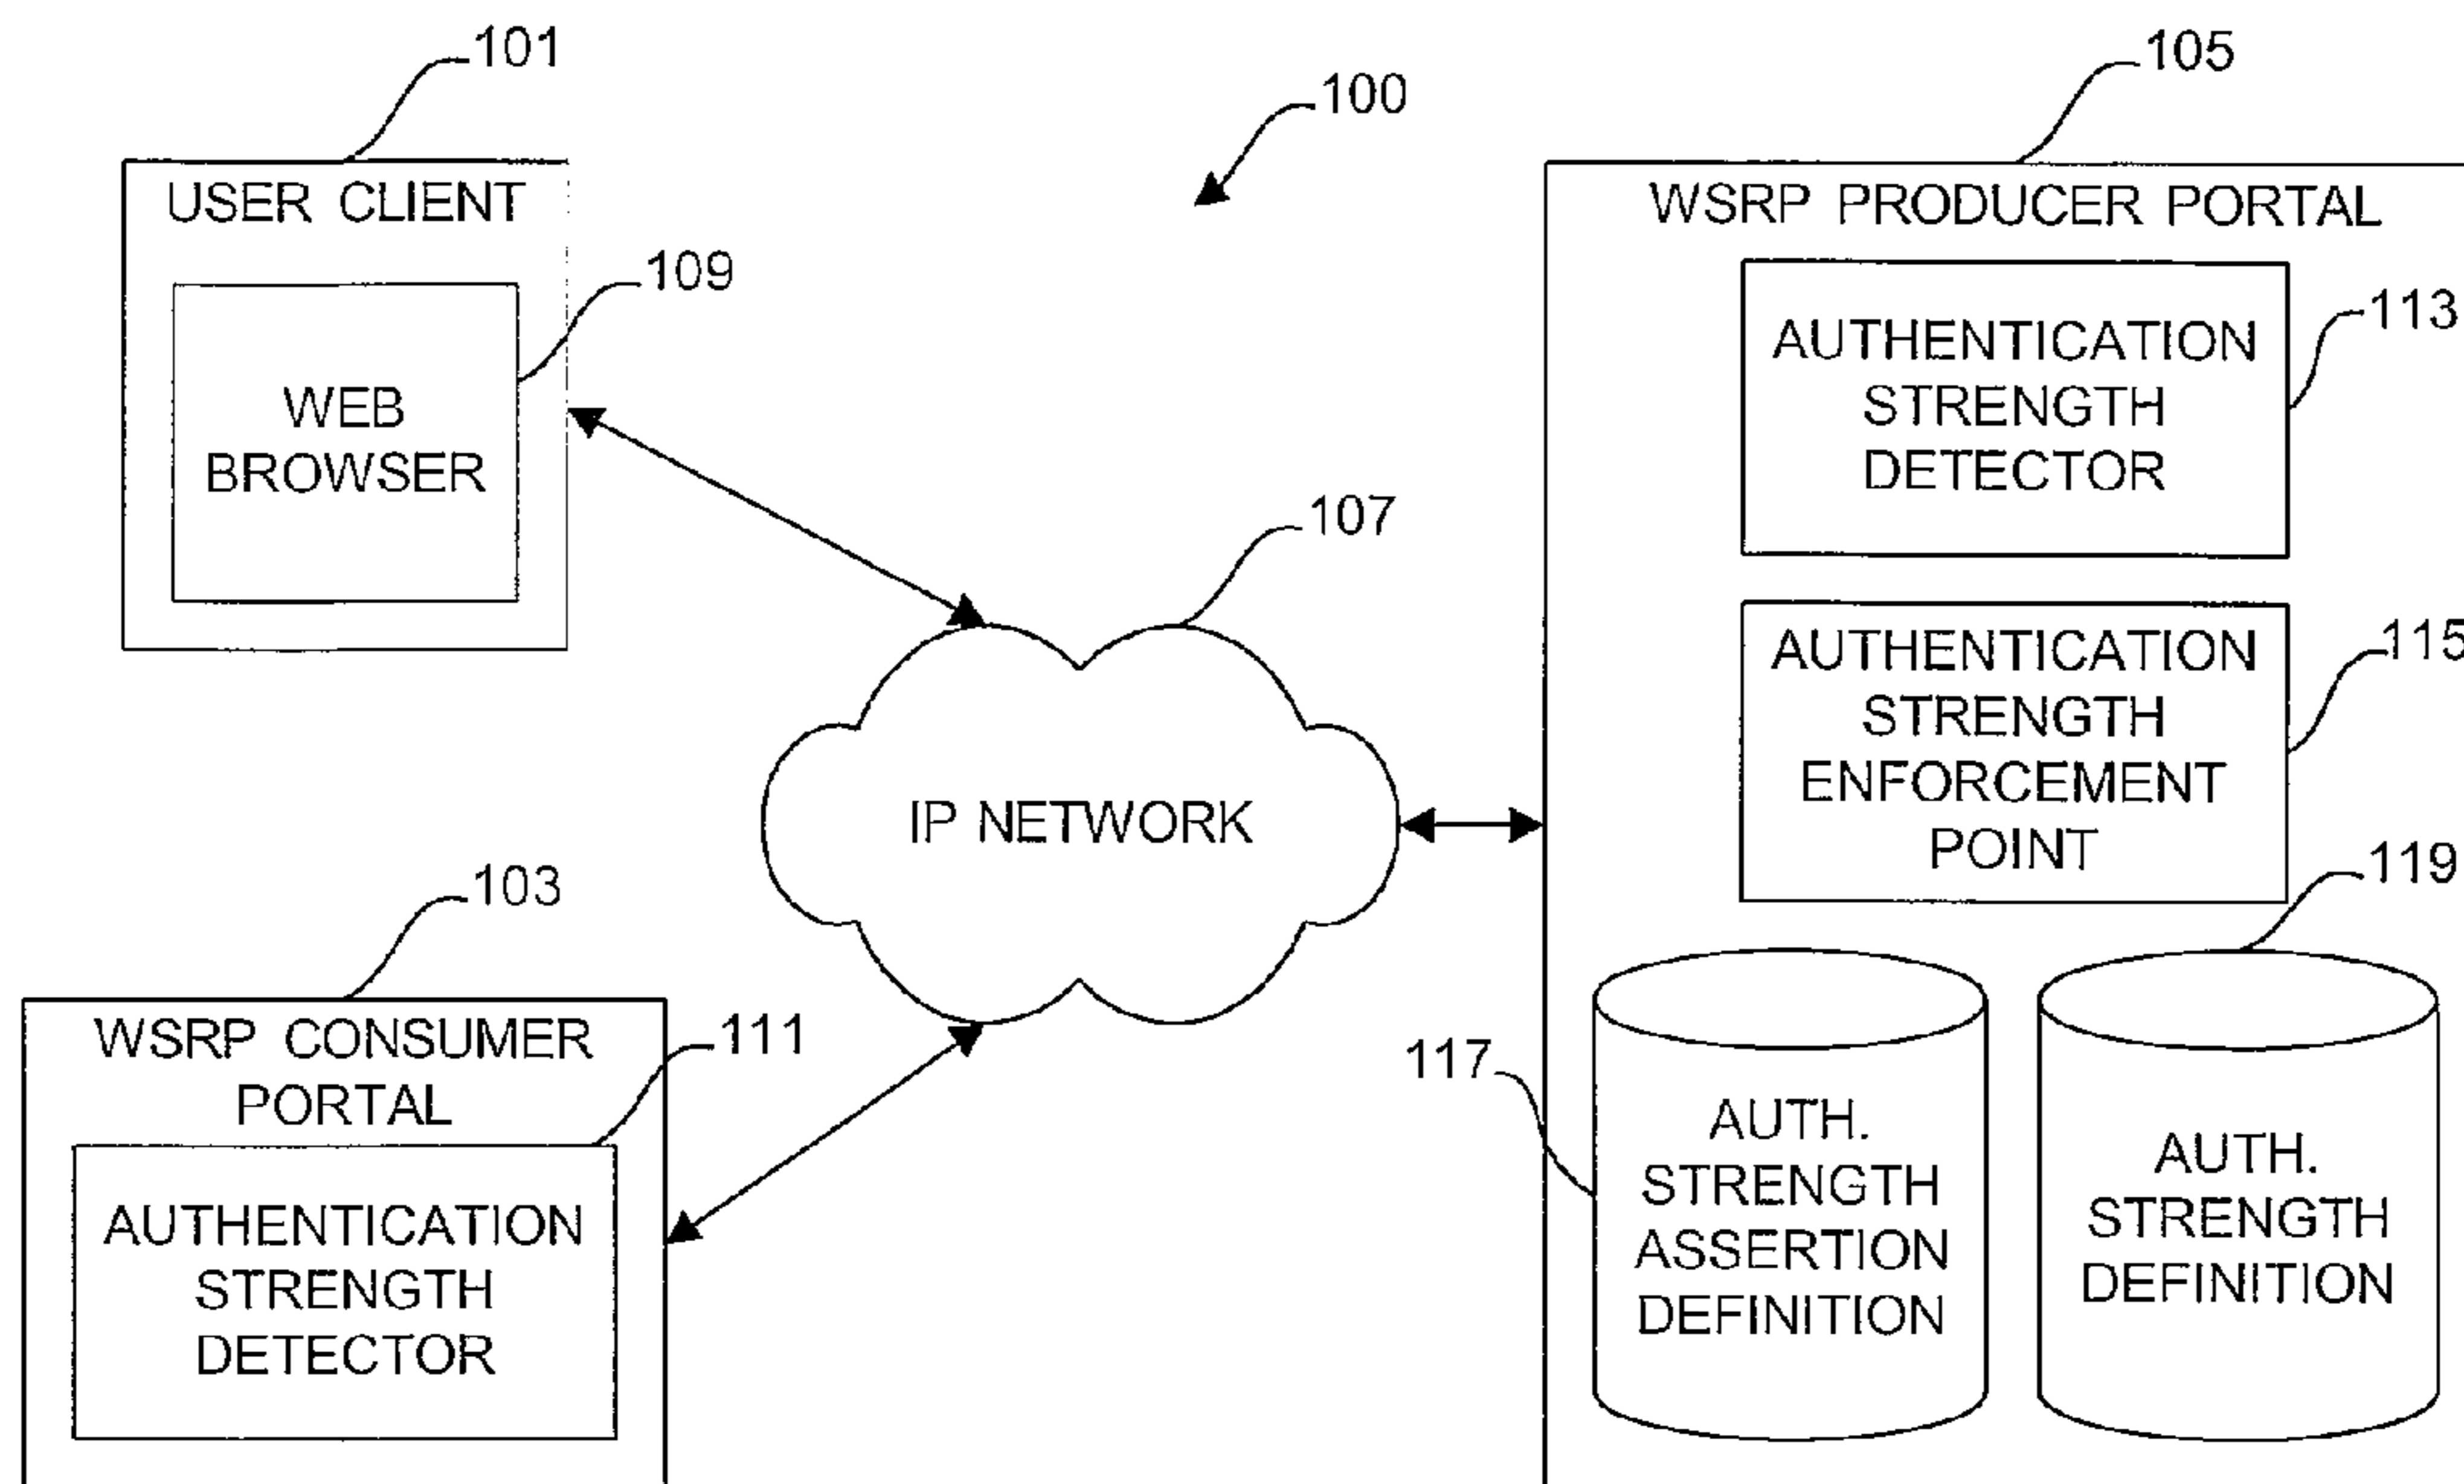 101
100
105
USER CLIENT
109
WEB
BROWSER
WSRP PRODUCER PORTAL
AUTHENTICATION
STRENGTH
DETECTOR
113
AUTHENTICATION
STRENGTH
ENFORCEMENT
POINT
115
107
IP NETWORK
103
WSRP CONSUMER
PORTAL
111
AUTHENTICATION
STRENGTH
DETECTOR
117
AUTH.
STRENGTH
ASSERTION
DEFINITION
119
AUTH.
STRENGTH
DEFINITION